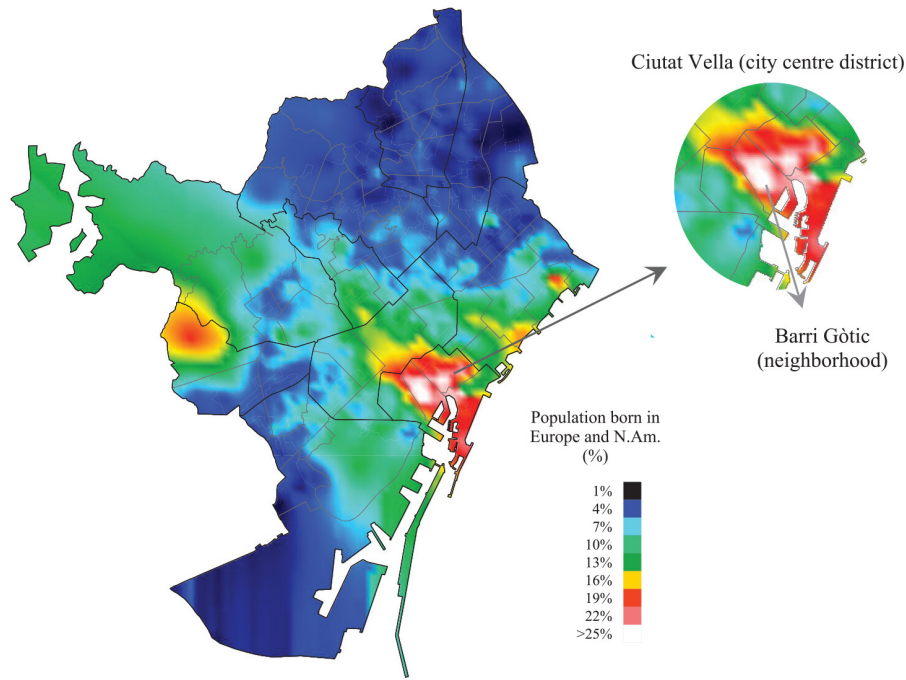 Ciutat Vella (city centre district)
Barri Gòtic
(neighborhood)
Population born in
Europe and N.Am.
(%)
1%
4%
7%
10%
13%
16%
19%
22%
>25%